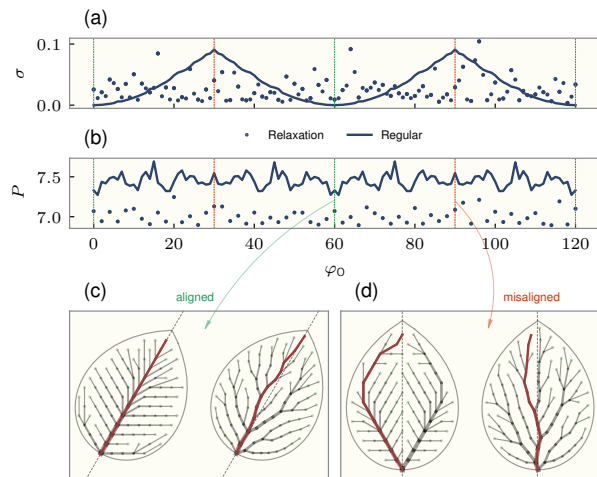 (a)
0.1
σ
0.0
(b)
Relaxation
Regular
7.5
P
7.0
0 20 40 60 80 100 120
φ₀
(c) aligned (d) misaligned